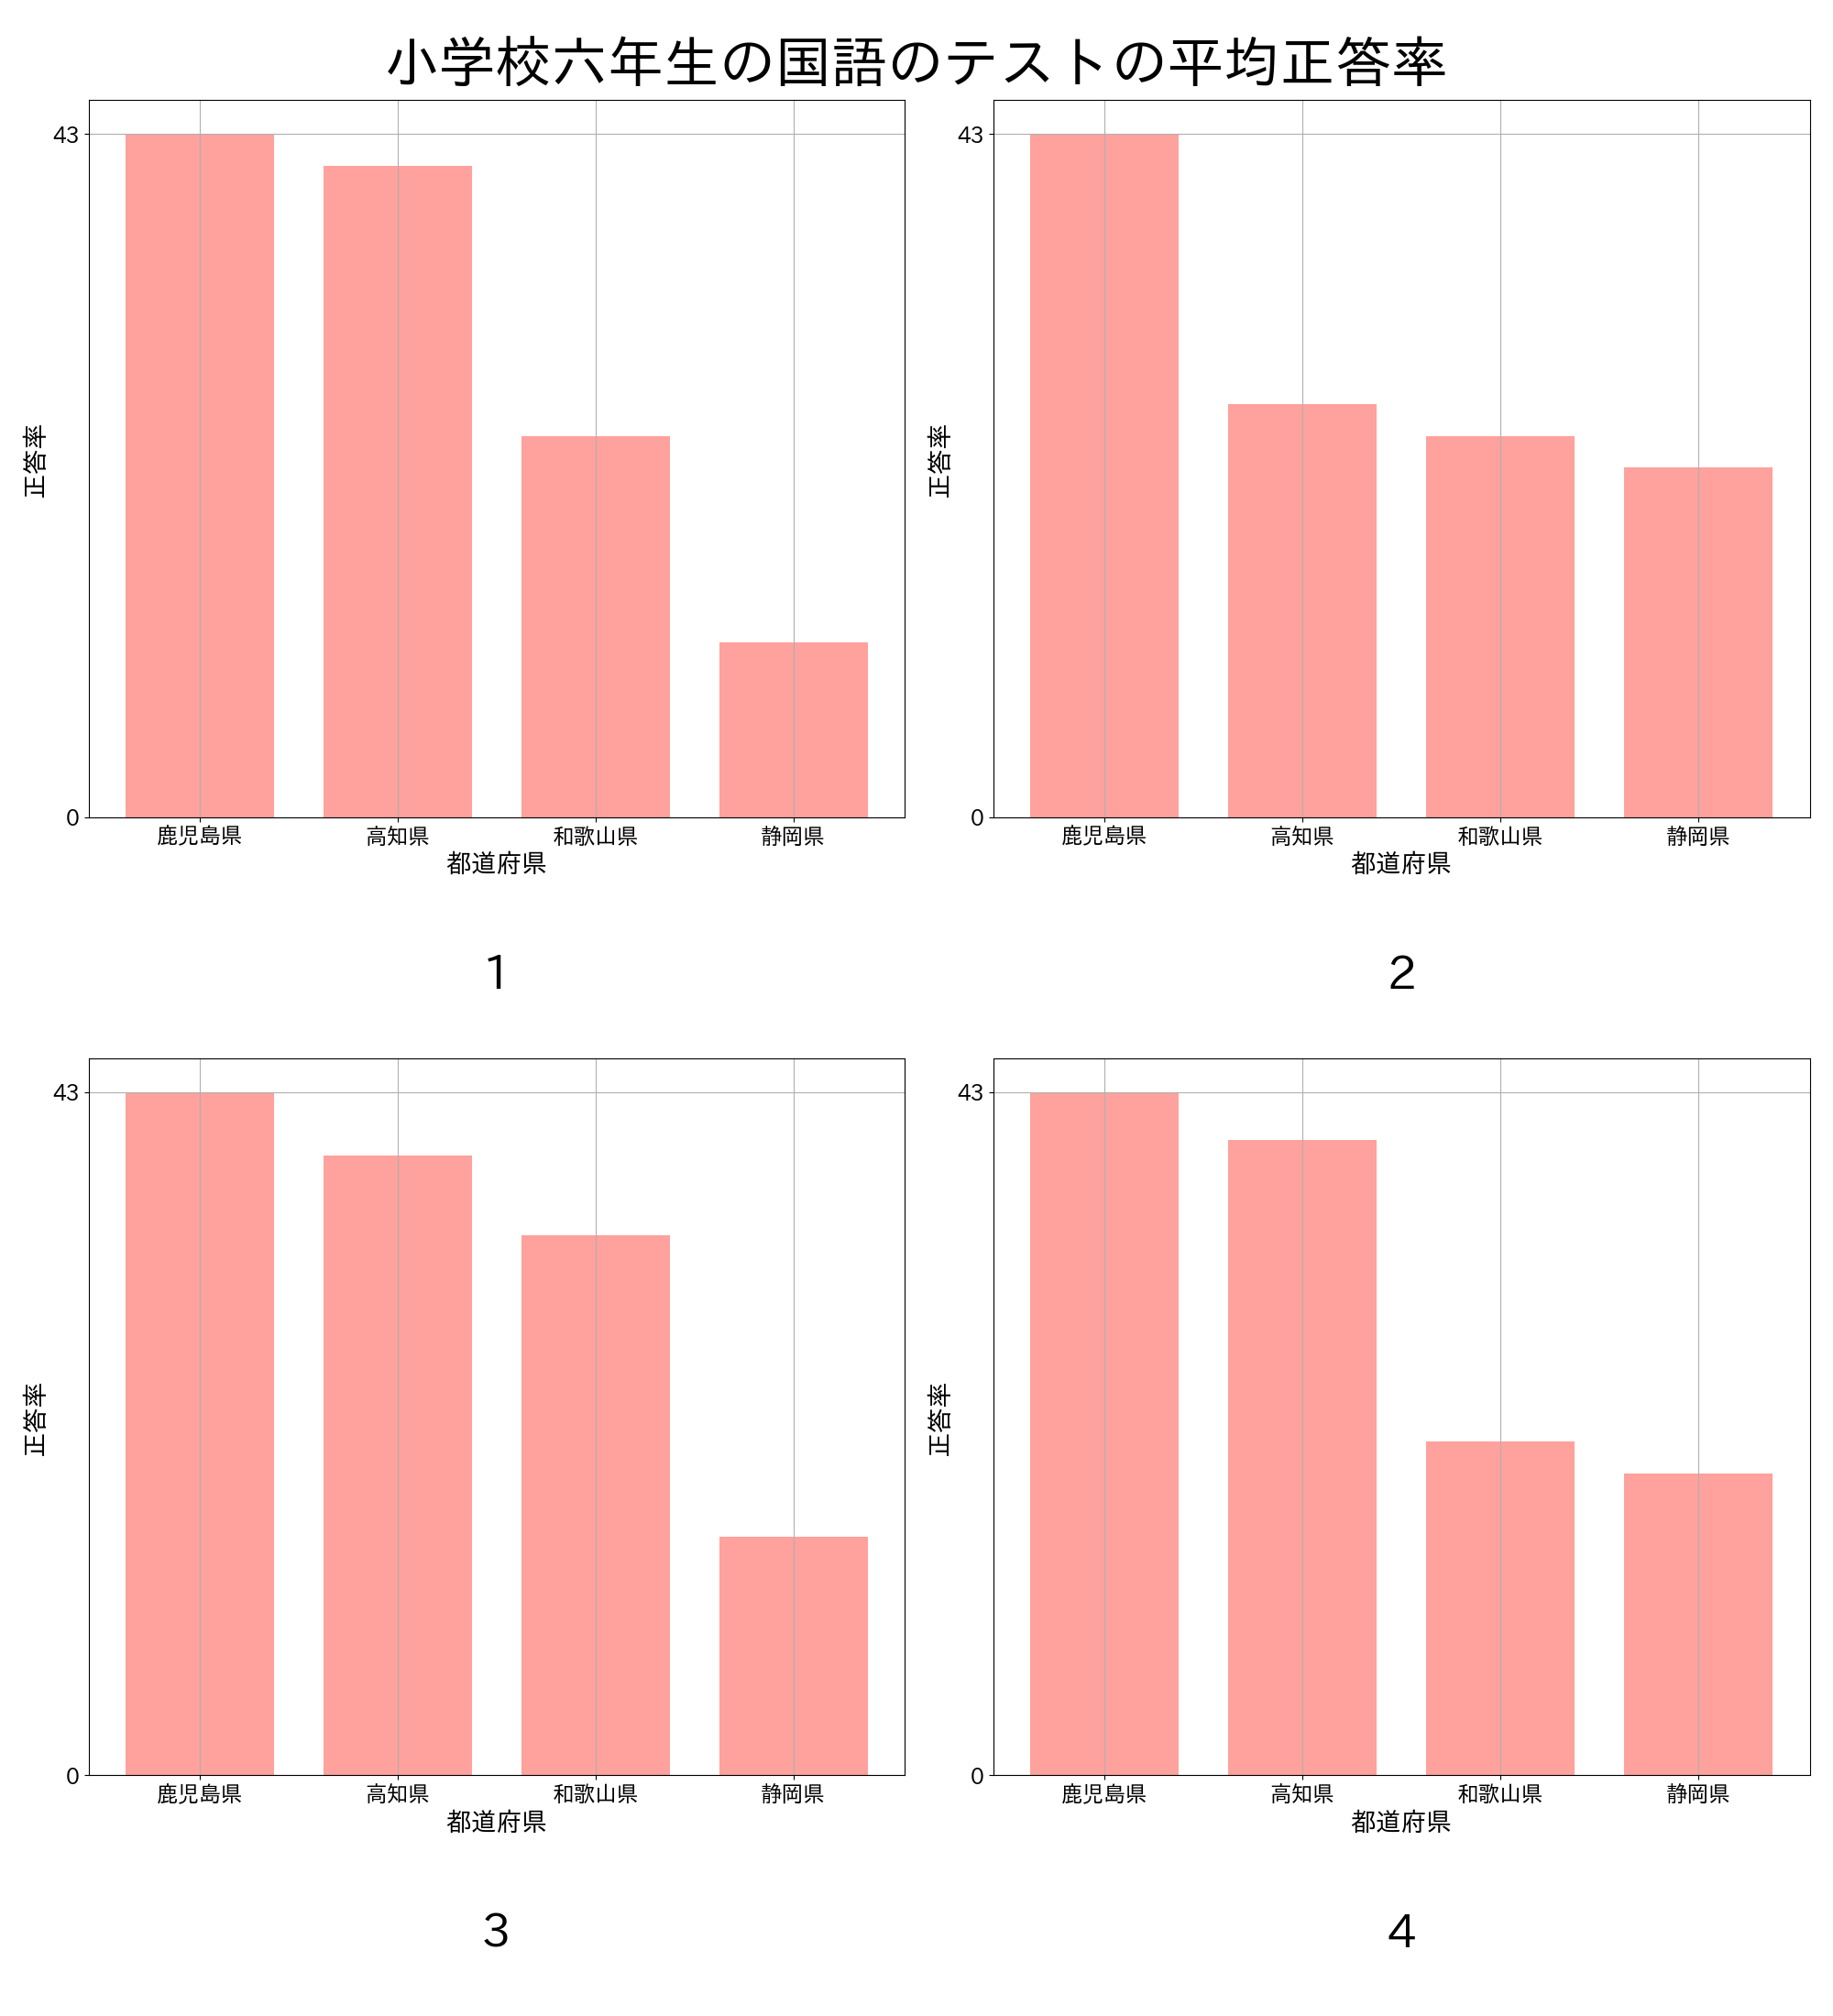 小学校六年生の国語のテストの平均正答率
43
0
正答率
鹿児島県 高知県 和歌山県 静岡県
都道府県
1
43
0
正答率
鹿児島県 高知県 和歌山県 静岡県
都道府県
2
43
0
正答率
鹿児島県 高知県 和歌山県 静岡県
都道府県
3
43
0
正答率
鹿児島県 高知県 和歌山県 静岡県
都道府県
4